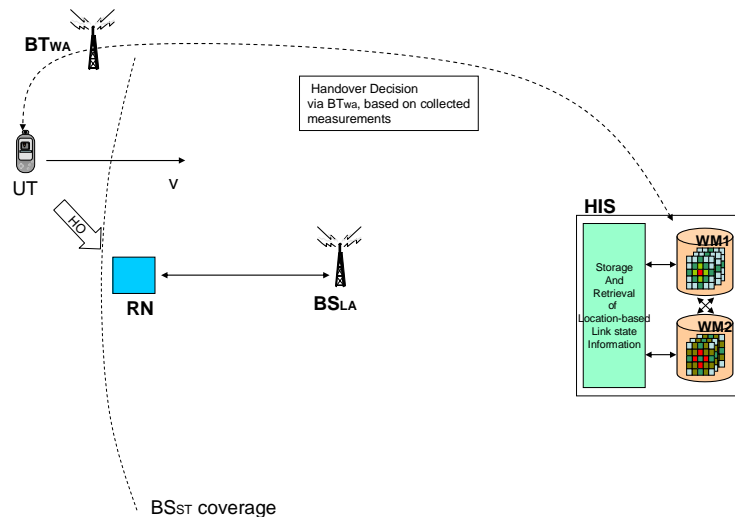 BTWA
Handover Decision
via BTwa, based on collected
measurements
UT
v
HO
HIS
WM1
Storage
And
Retrieval
of
Location-based
Link state
Information
WM2
RN
BSLA
BSST coverage